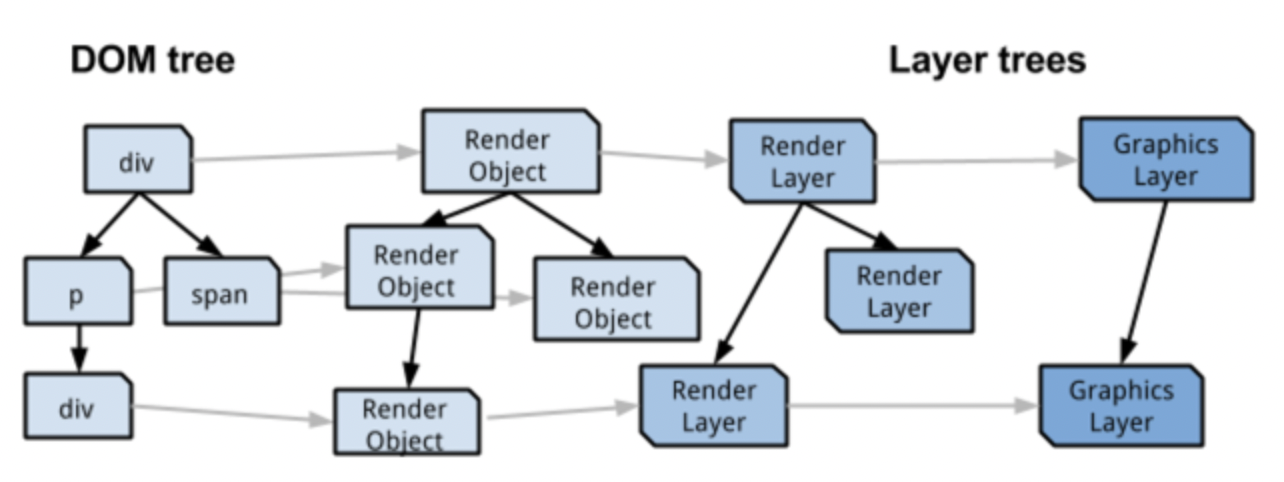 DOM tree
Layer trees
div
Render
Object
Render
Layer
Graphics
Layer
p
span
Render
Object
Render
Object
Render
Layer
div
Render
Object
Render
Layer
Graphics
Layer